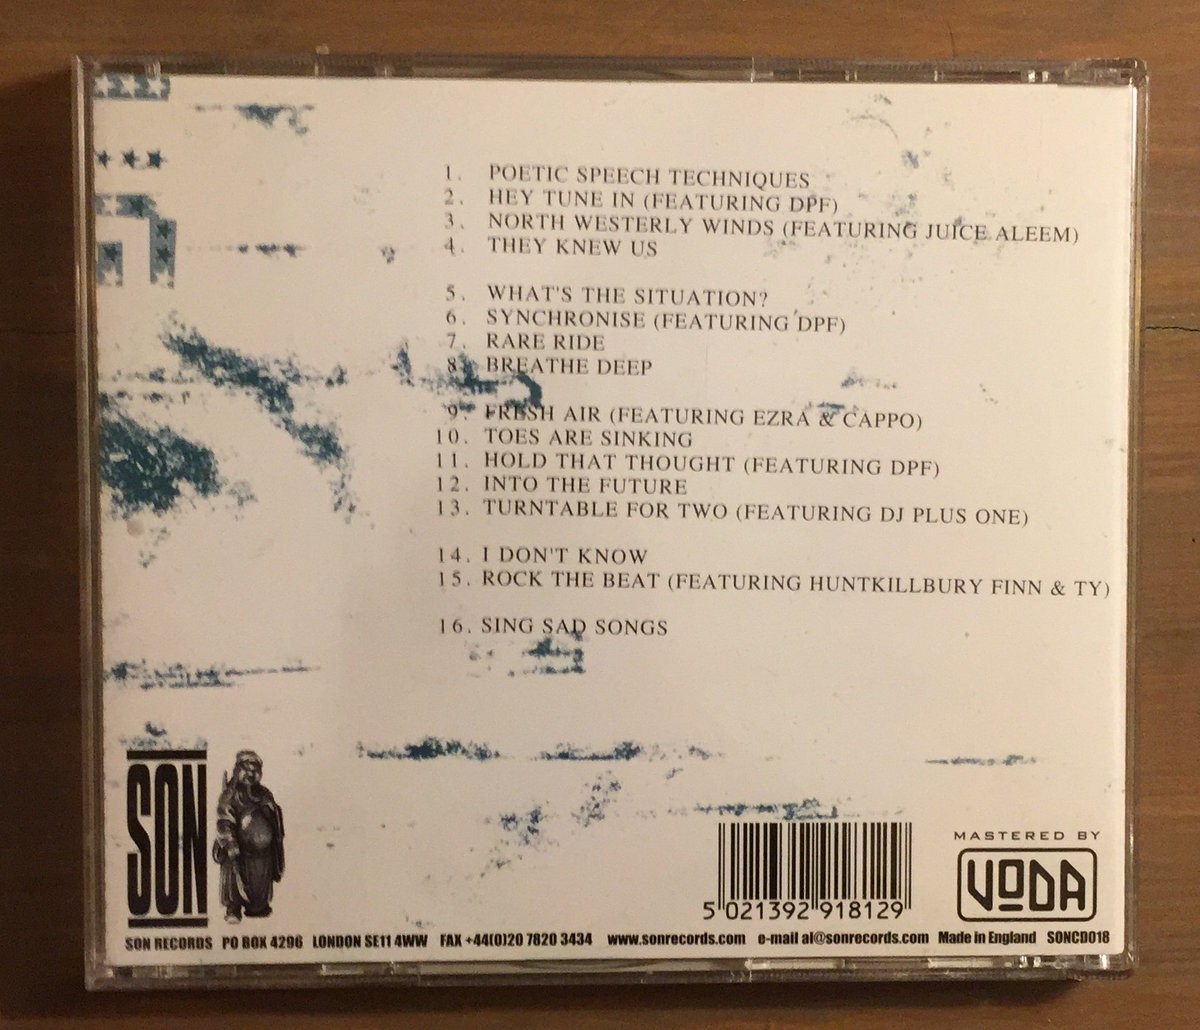 1. POETIC SPEECH TECHNIQUES
2. HEY TUNE IN (FEATURING DPF)
3. NORTH WESTERLY WINDS (FEATURING JUICE ALEEM)
4. THEY KNEW US
5. WHAT'S THE SITUATION?
6. SYNCHRONISE (FEATURING DPF)
7. RARE RIDE
8. BREATHE DEEP
9. FRESH AIR (FEATURING EZRA & CAPPO)
10. TOES ARE SINKING
11. HOLD THAT THOUGHT (FEATURING DPF)
12. INTO THE FUTURE
13. TURNTABLE FOR TWO (FEATURING DJ PLUS ONE)
14. I DON'T KNOW
15. ROCK THE BEAT (FEATURING HUNTKILLBURY FINN & TY)
16. SING SAD SONGS
SON
5 021392 918129
MASTERED BY
VODA
SON RECORDS PO BOX 4296 LONDON SE11 4WW FAX +44(0)20 7820 3434 www.sonrecords.com e-mail al@sonrecords.com Made in England SONCD018